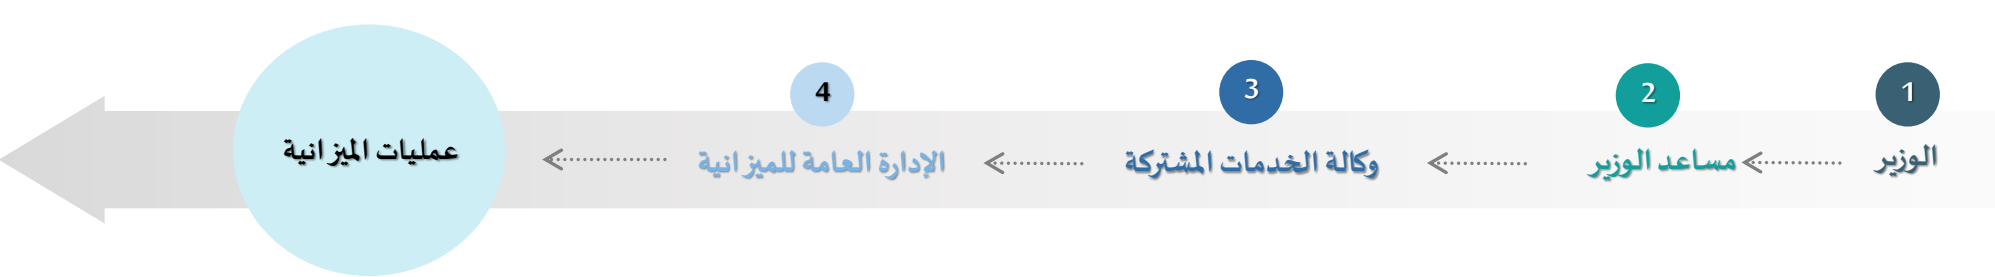 1
الوزير
2
مساعد الوزير
3
وكالة الخدمات المشتركة
4
الإدارة العامة للميزانية
عمليات الميزانية